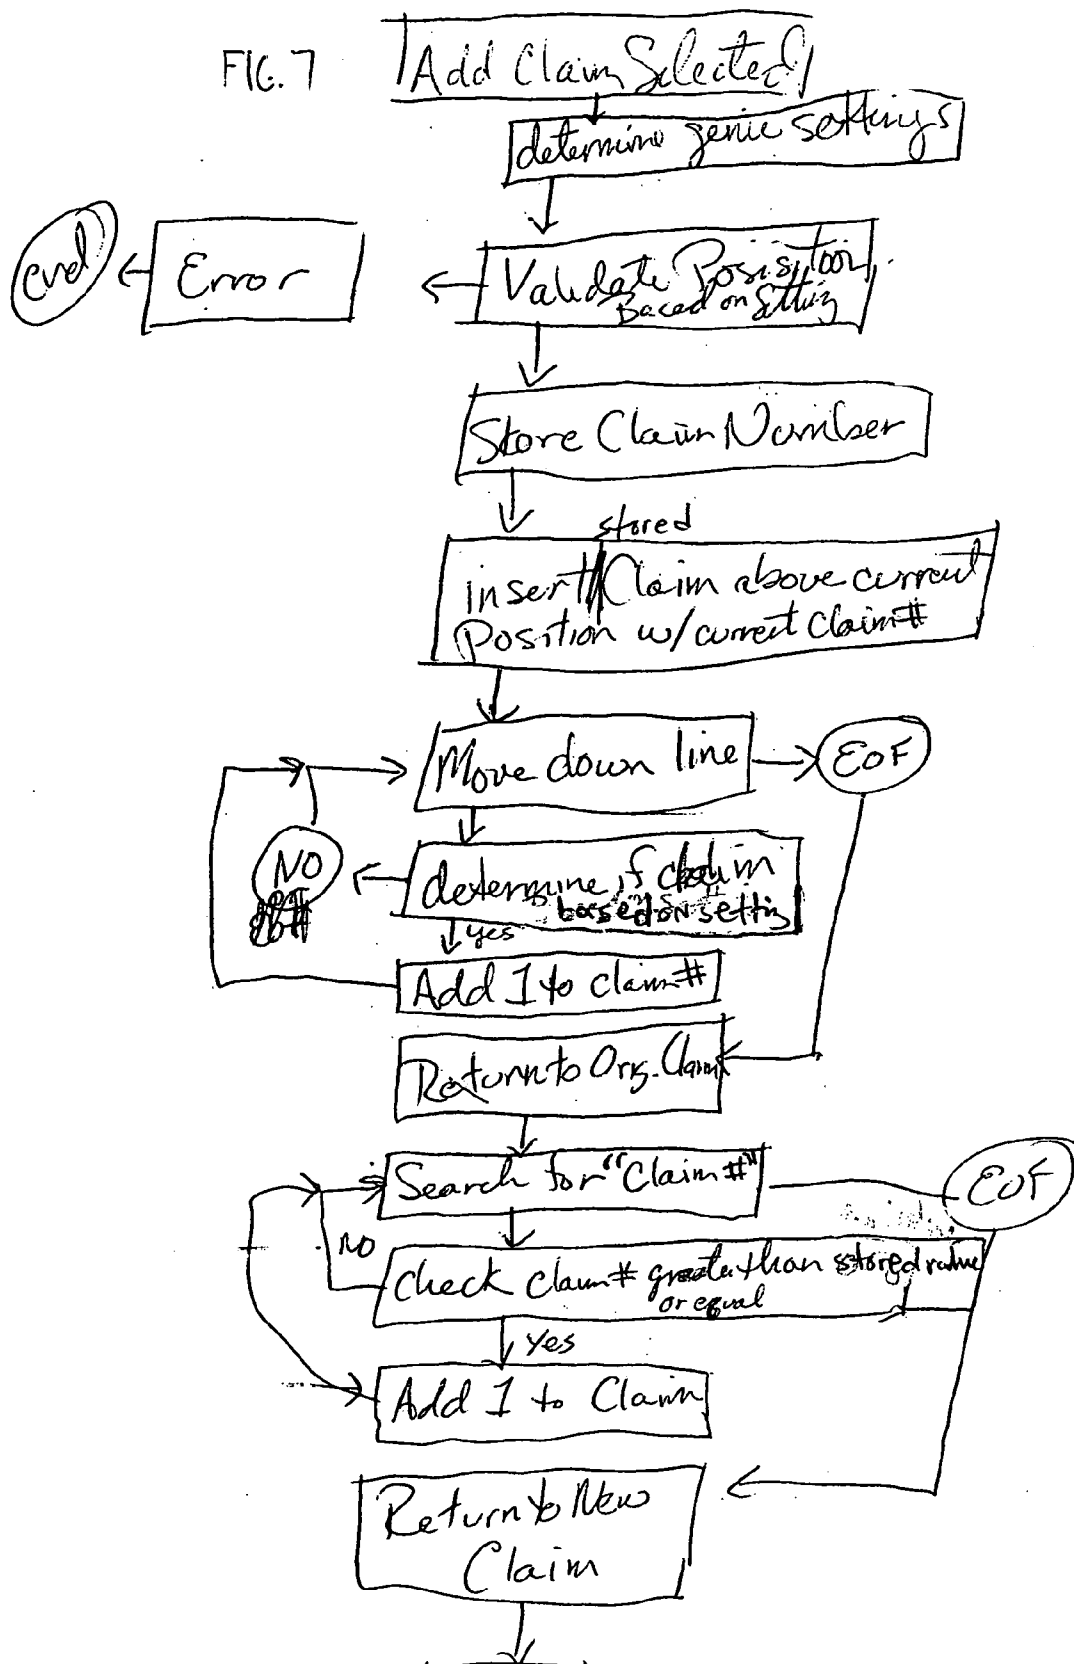 FIG. 7
Add Claim Selected
determine genie settings
end
Error
Validate Posisition
Based on Setting
Store Claim Number
stored
insert Claim above current
Position w/current Claim#
Move down line
EOF
NO
determine if claim
based on settig
yes
Add 1 to claim#
Return to Orig. Claim
Search for "Claim #"
EOF
NO
Check claim# greater than stored value
or equal
Yes
Add 1 to Claim
Return to New
Claim